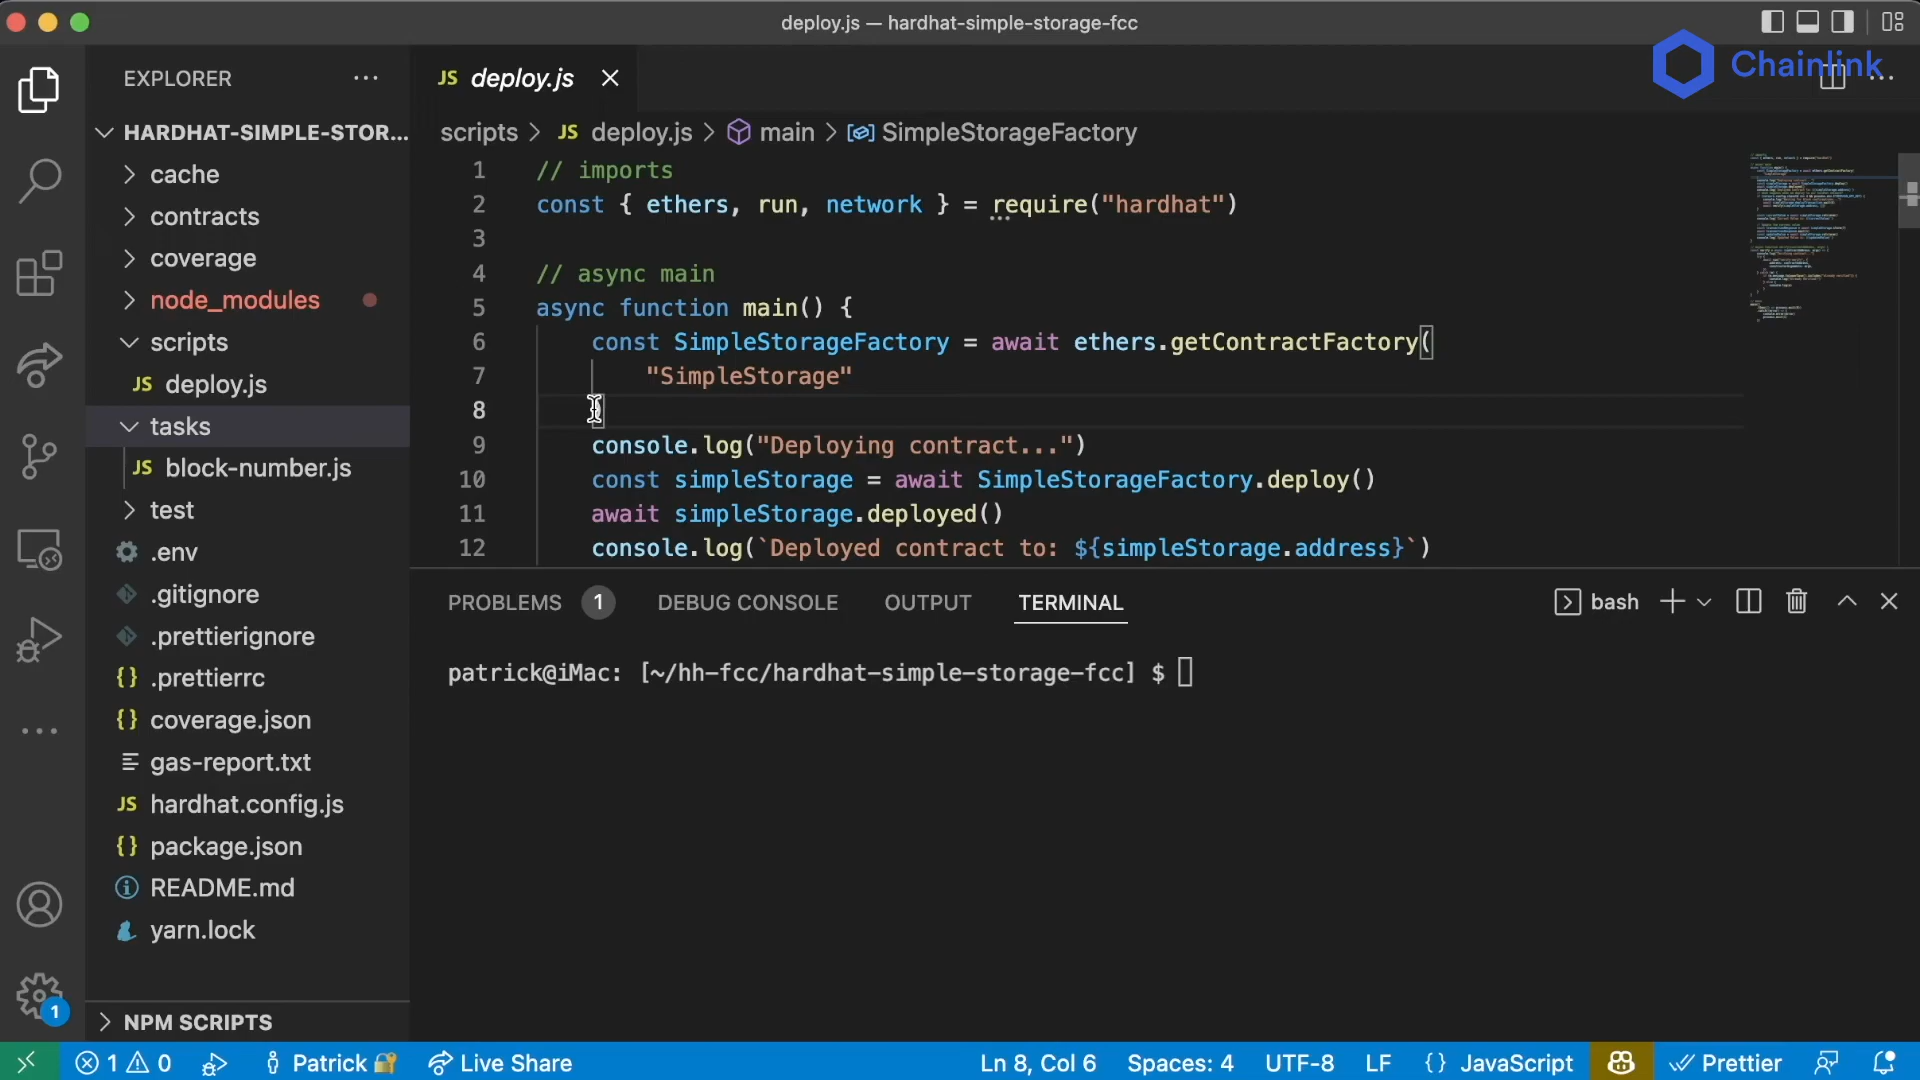 deploy.js — hardhat-simple-storage-fcc
Chainlink
EXPLORER
HARDHAT-SIMPLE-STOR...
cache
contracts
coverage
node_modules
scripts
JS deploy.js
tasks
JS block-number.js
test
.env
.gitignore
.prettierignore
{} .prettierrc
{} coverage.json
gas-report.txt
JS hardhat.config.js
{} package.json
README.md
yarn.lock
NPM SCRIPTS
1
JS deploy.js
scripts > JS deploy.js > main > SimpleStorageFactory
1 // imports
2 const { ethers, run, network } = require("hardhat")
3
4 // async main
5 async function main() {
6 const SimpleStorageFactory = await ethers.getContractFactory(
7 "SimpleStorage"
8 )
9 console.log("Deploying contract...")
10 const simpleStorage = await SimpleStorageFactory.deploy()
11 await simpleStorage.deployed()
12 console.log(`Deployed contract to: ${simpleStorage.address}`)
PROBLEMS 1 DEBUG CONSOLE OUTPUT TERMINAL bash
patrick@iMac: [~/hh-fcc/hardhat-simple-storage-fcc] $
1 0 Patrick Live Share Ln 8, Col 6 Spaces: 4 UTF-8 LF {} JavaScript Prettier